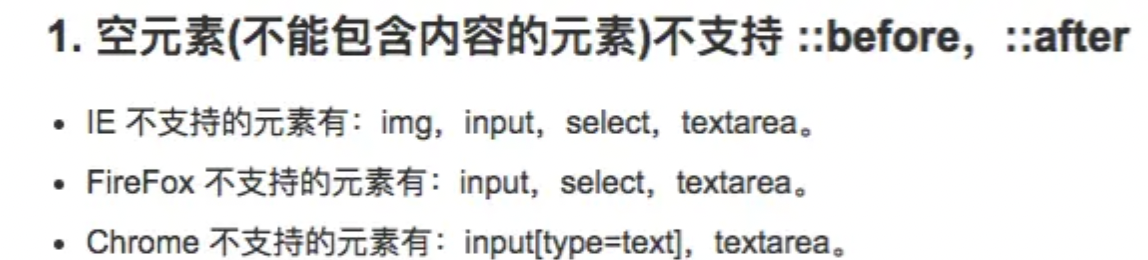 1. 空元素(不能包含内容的元素)不支持 ::before，::after
• IE 不支持的元素有：img，input，select，textarea。
• FireFox 不支持的元素有：input，select，textarea。
• Chrome 不支持的元素有：input[type=text]，textarea。